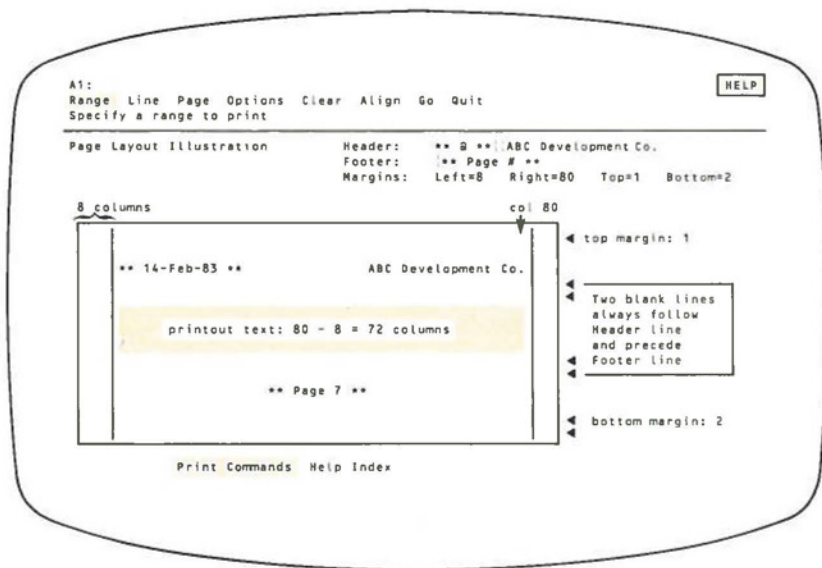 A1:
HELP
Range Line Page Options Clear Align Go Quit
Specify a range to print
Page Layout Illustration Header: ** @ ** ABC Development Co.
Footer: ** Page # **
Margins: Left=8 Right=80 Top=1 Bottom=2
8 columns col 80
top margin: 1
** 14-Feb-83 ** ABC Development Co.
Two blank lines
always follow
Header line
and precede
Footer line
printout text: 80 - 8 = 72 columns
** Page 7 **
bottom margin: 2
Print Commands Help Index